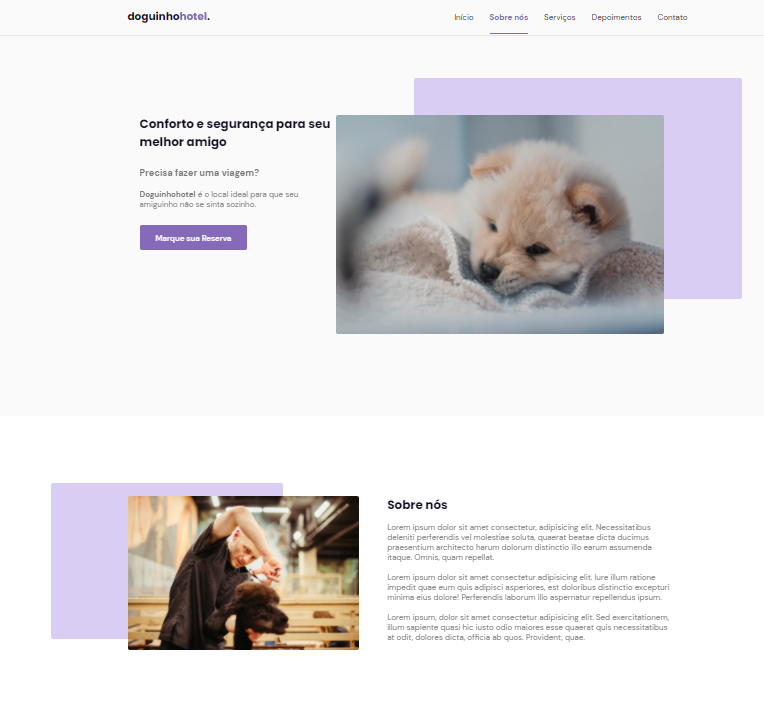 doguinhohotel.
Início Sobre nós Serviços Depoimentos Contato
Conforto e segurança para seu
melhor amigo
Precisa fazer uma viagem?
Doguinhohotel é o local ideal para que seu
amiguinho não se sinta sozinho.
Marque sua Reserva
Sobre nós
Lorem ipsum dolor sit amet consectetur, adipisicing elit. Necessitatibus
deleniti perferendis vel molestiae soluta, quaerat beatae dicta ducimus
praesentium architecto harum dolorum distinctio illo earum assumenda
itaque. Omnis, quam repellat.
Lorem ipsum dolor sit amet consectetur adipisicing elit. Iure illum ratione
impedit quae eum quis adipisci asperiores, est doloribus distinctio excepturi
minima eius dolore! Perferendis laborum illo aspernatur repellendus ipsum.
Lorem ipsum, dolor sit amet consectetur adipisicing elit. Sed exercitationem,
illum sapiente quasi hic iusto odio maiores esse quaerat quis necessitatibus
at odit, dolores dicta, officia ab quos. Provident, quae.